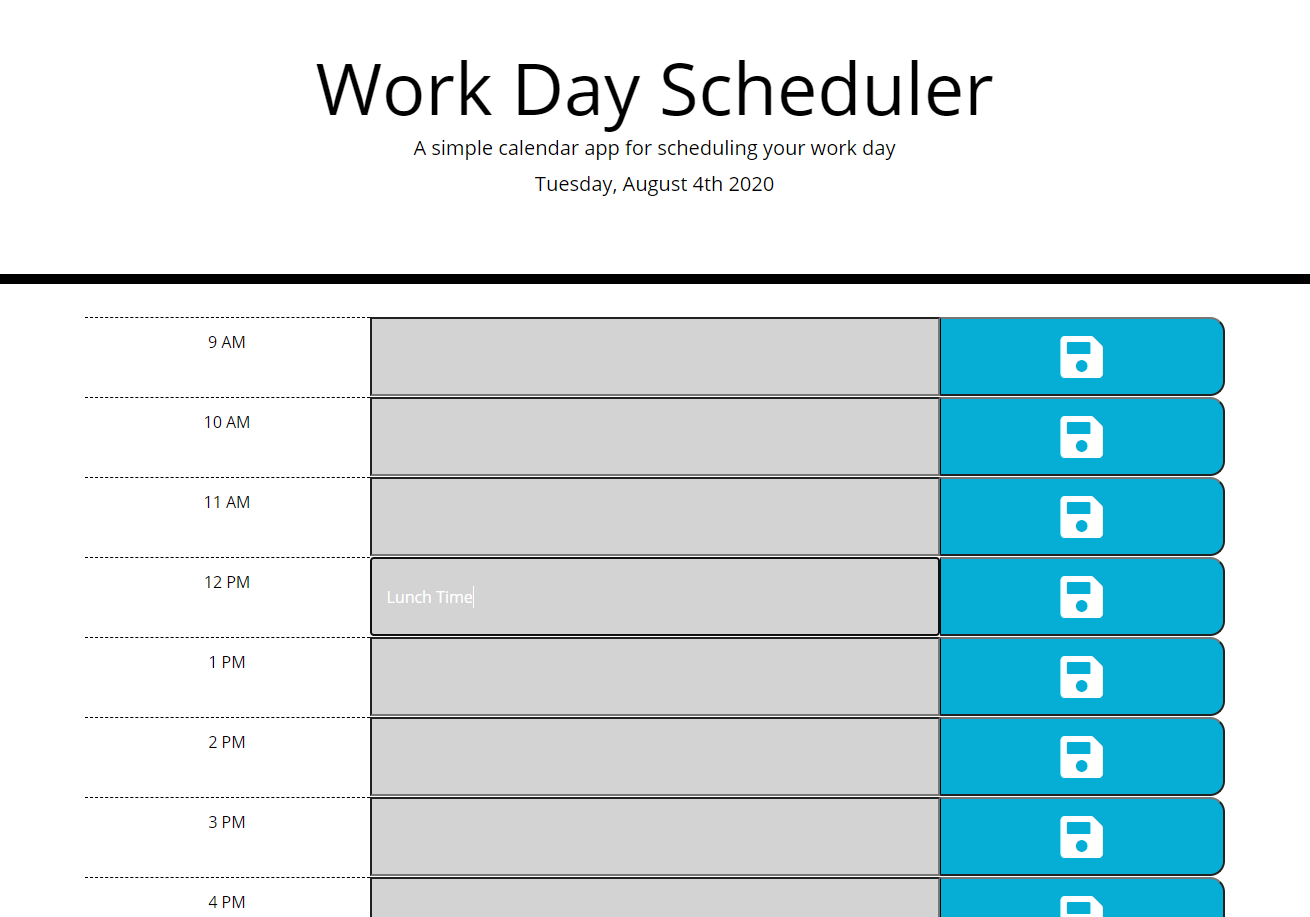 Work Day Scheduler
A simple calendar app for scheduling your work day
Tuesday, August 4th 2020
9 AM
10 AM
11 AM
12 PM
Lunch Time
1 PM
2 PM
3 PM
4 PM